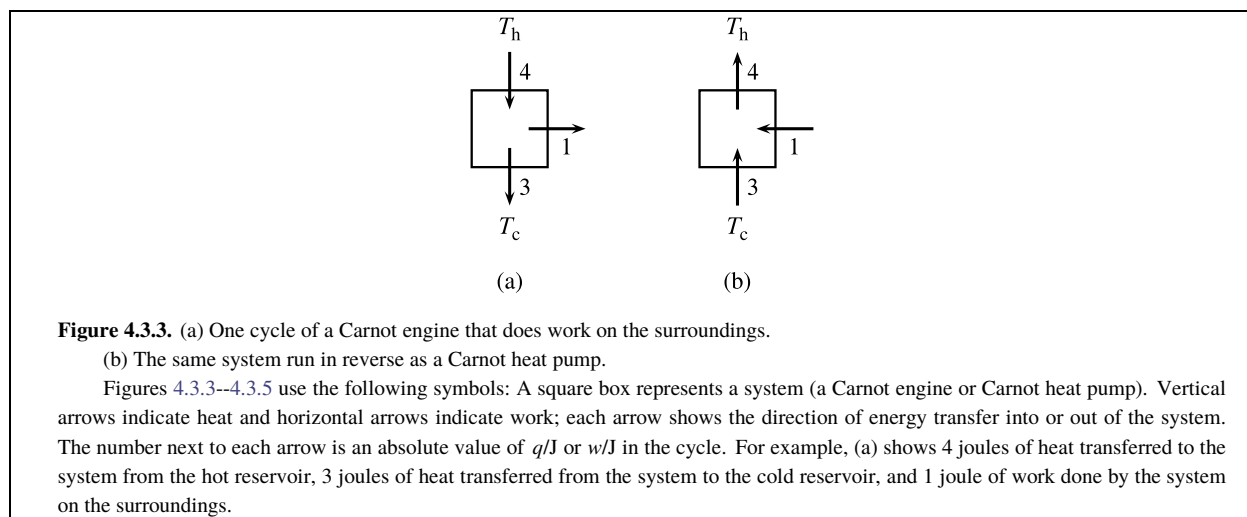 Th Th
4 4
1 1
3 3
Tc Tc
(a) (b)
Figure 4.3.3. (a) One cycle of a Carnot engine that does work on the surroundings.
(b) The same system run in reverse as a Carnot heat pump.
Figures 4.3.3--4.3.5 use the following symbols: A square box represents a system (a Carnot engine or Carnot heat pump). Vertical
arrows indicate heat and horizontal arrows indicate work; each arrow shows the direction of energy transfer into or out of the system.
The number next to each arrow is an absolute value of q/J or w/J in the cycle. For example, (a) shows 4 joules of heat transferred to the
system from the hot reservoir, 3 joules of heat transferred from the system to the cold reservoir, and 1 joule of work done by the system
on the surroundings.